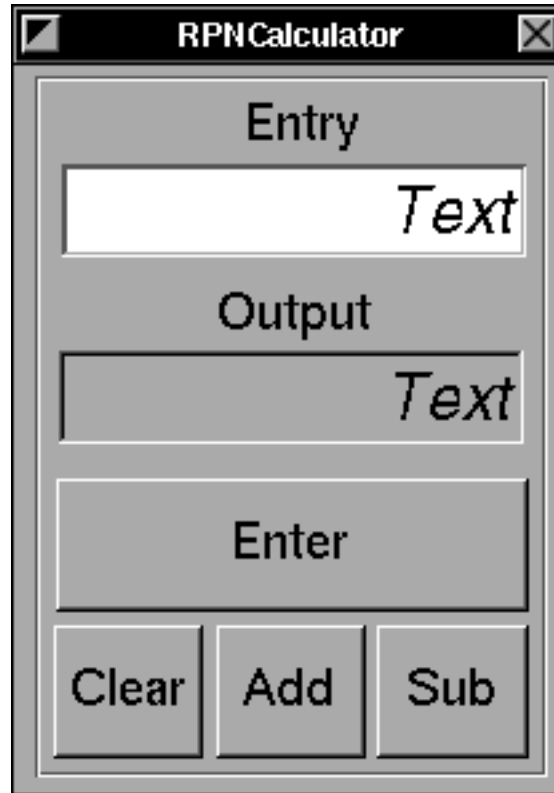 RPNCalculator
Entry
Text
Output
Text
Enter
Clear Add Sub